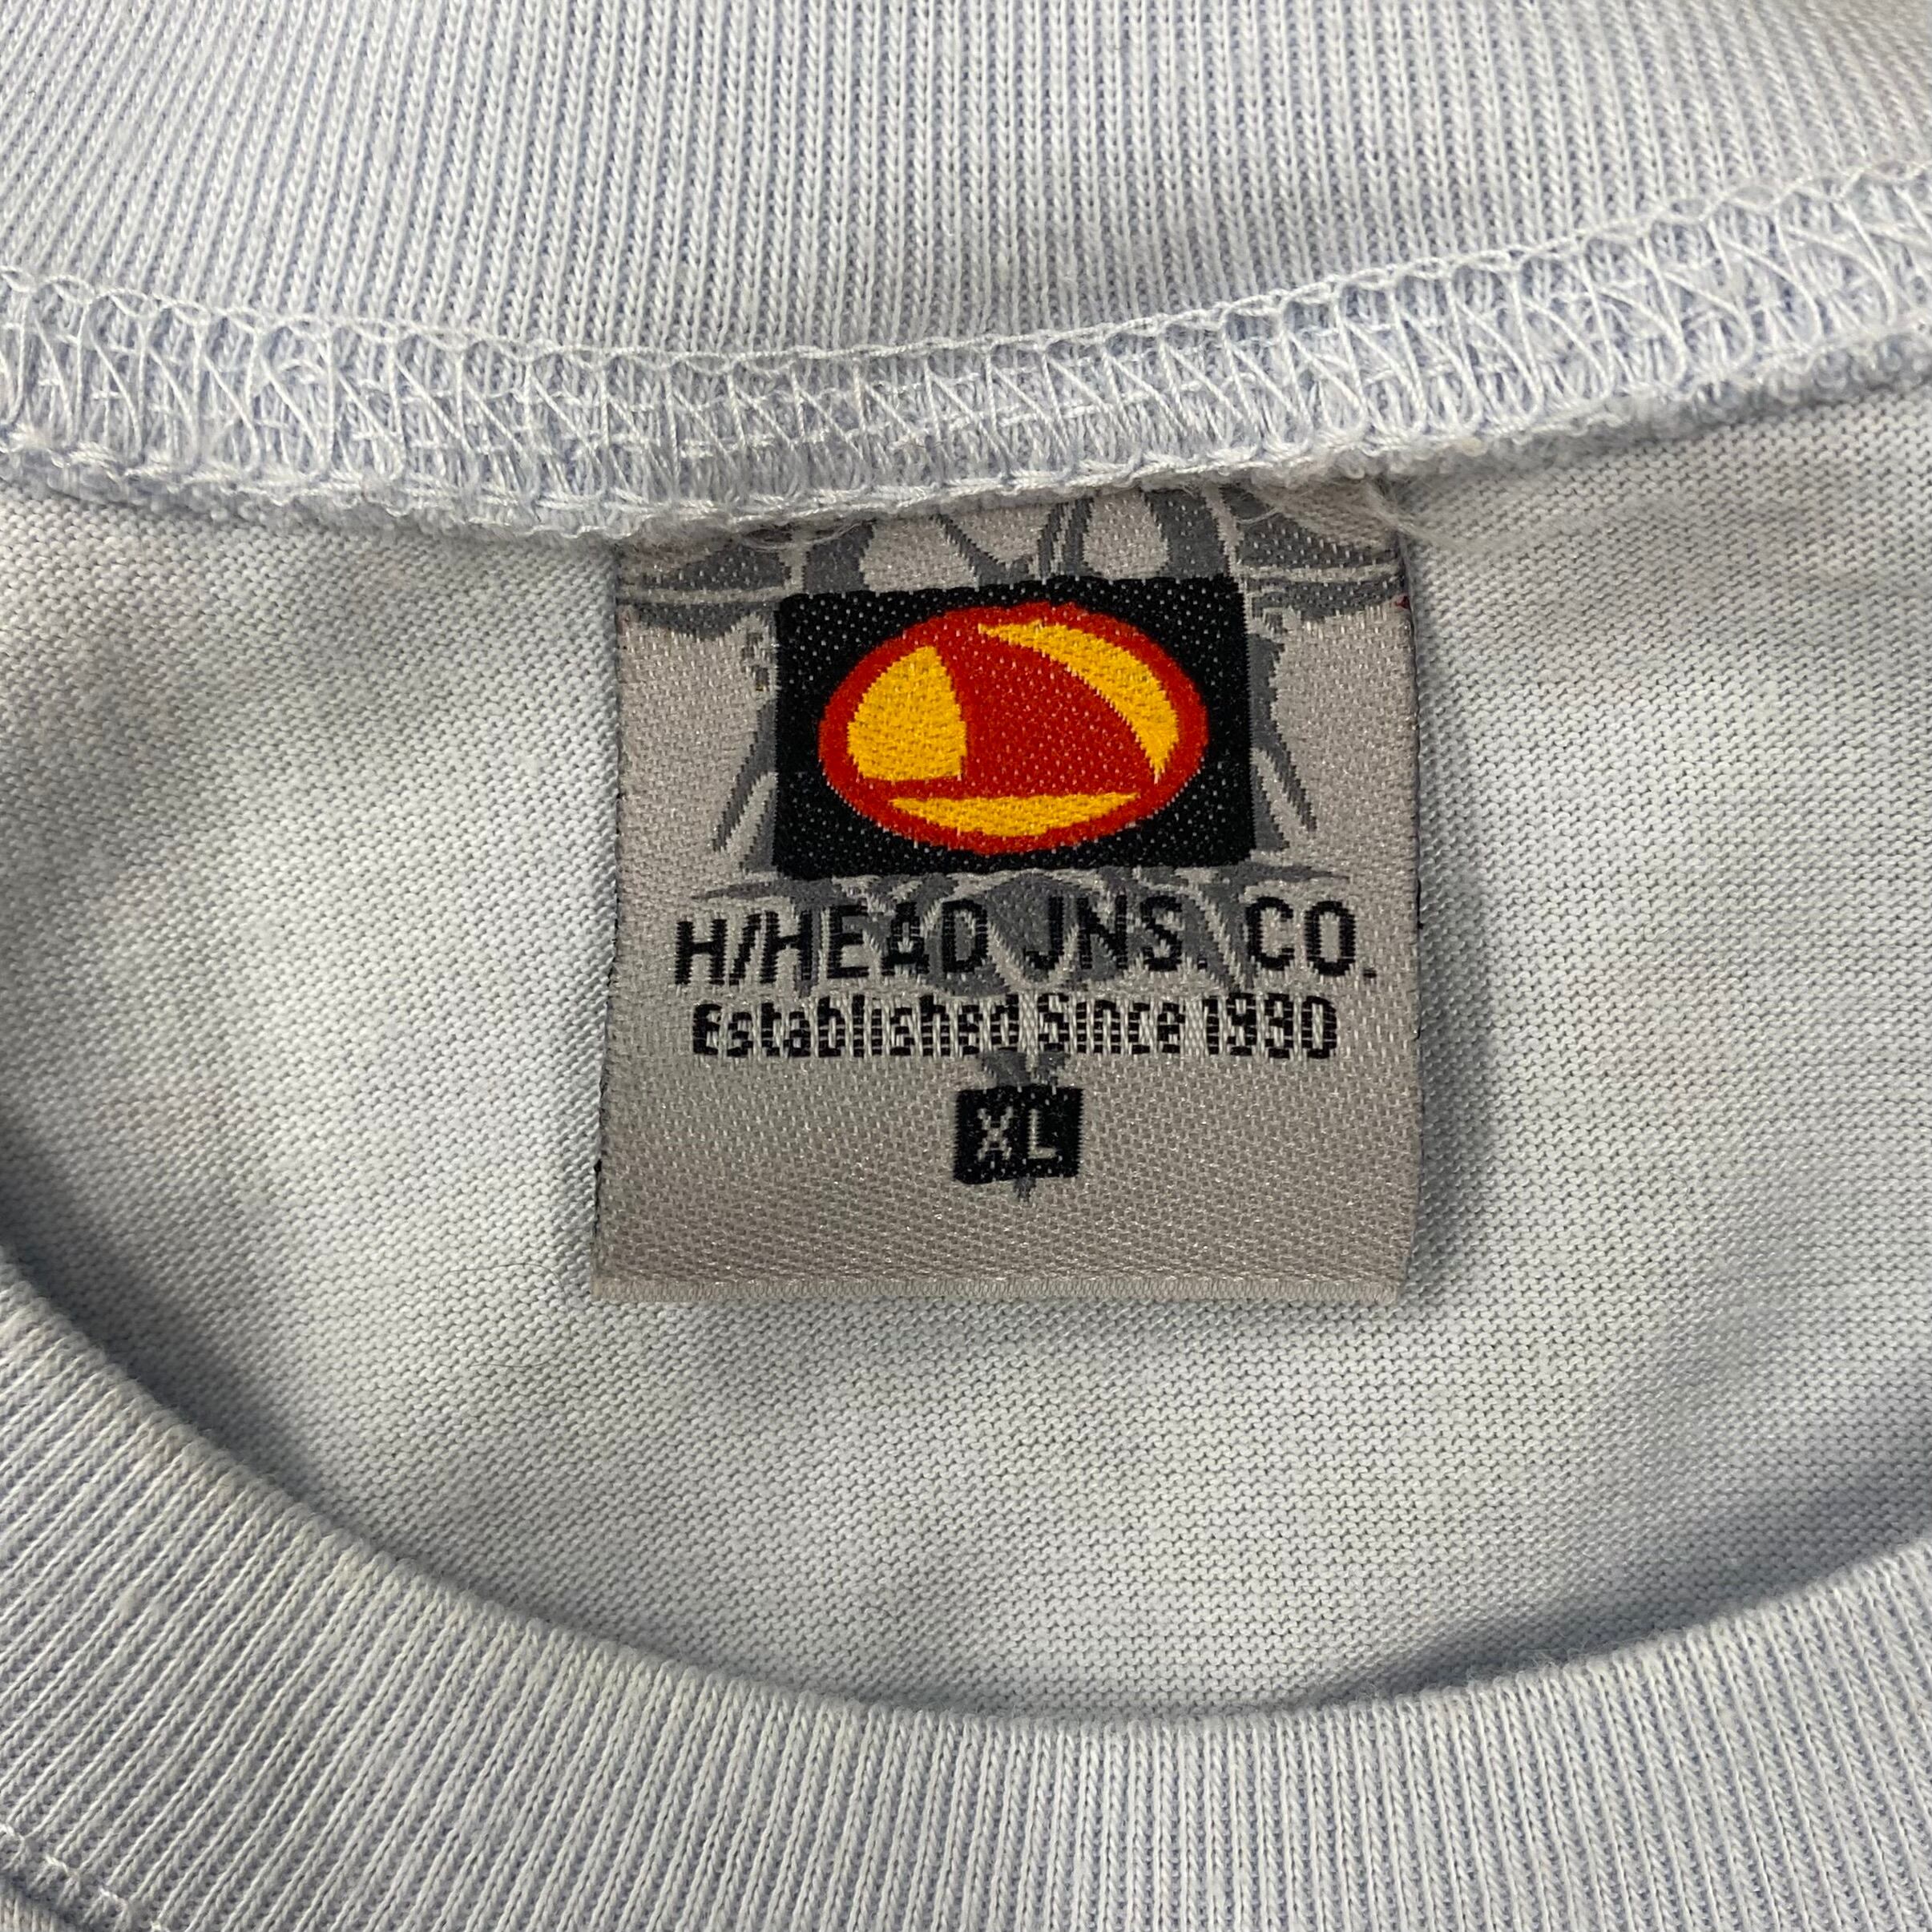 H/HEAD JNS. CO.
Established Since 1990
XL